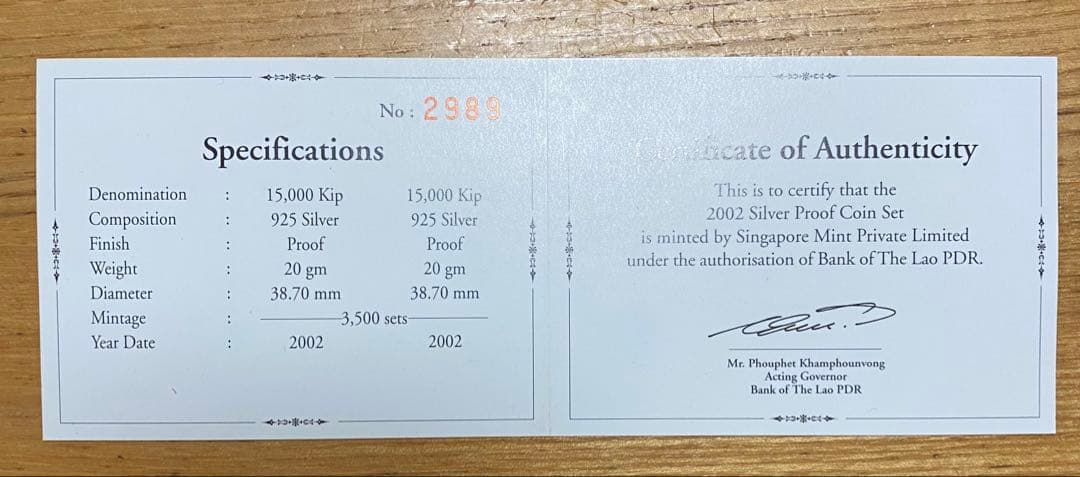 No : 2989
Specifications
Denomination : 15,000 Kip 15,000 Kip
Composition : 925 Silver 925 Silver
Finish : Proof Proof
Weight : 20 gm 20 gm
Diameter : 38.70 mm 38.70 mm
Mintage : 3,500 sets
Year Date : 2002 2002
Certificate of Authenticity
This is to certify that the
2002 Silver Proof Coin Set
is minted by Singapore Mint Private Limited
under the authorisation of Bank of The Lao PDR.
Mr. Phouphet Khamphounvong
Acting Governor
Bank of The Lao PDR